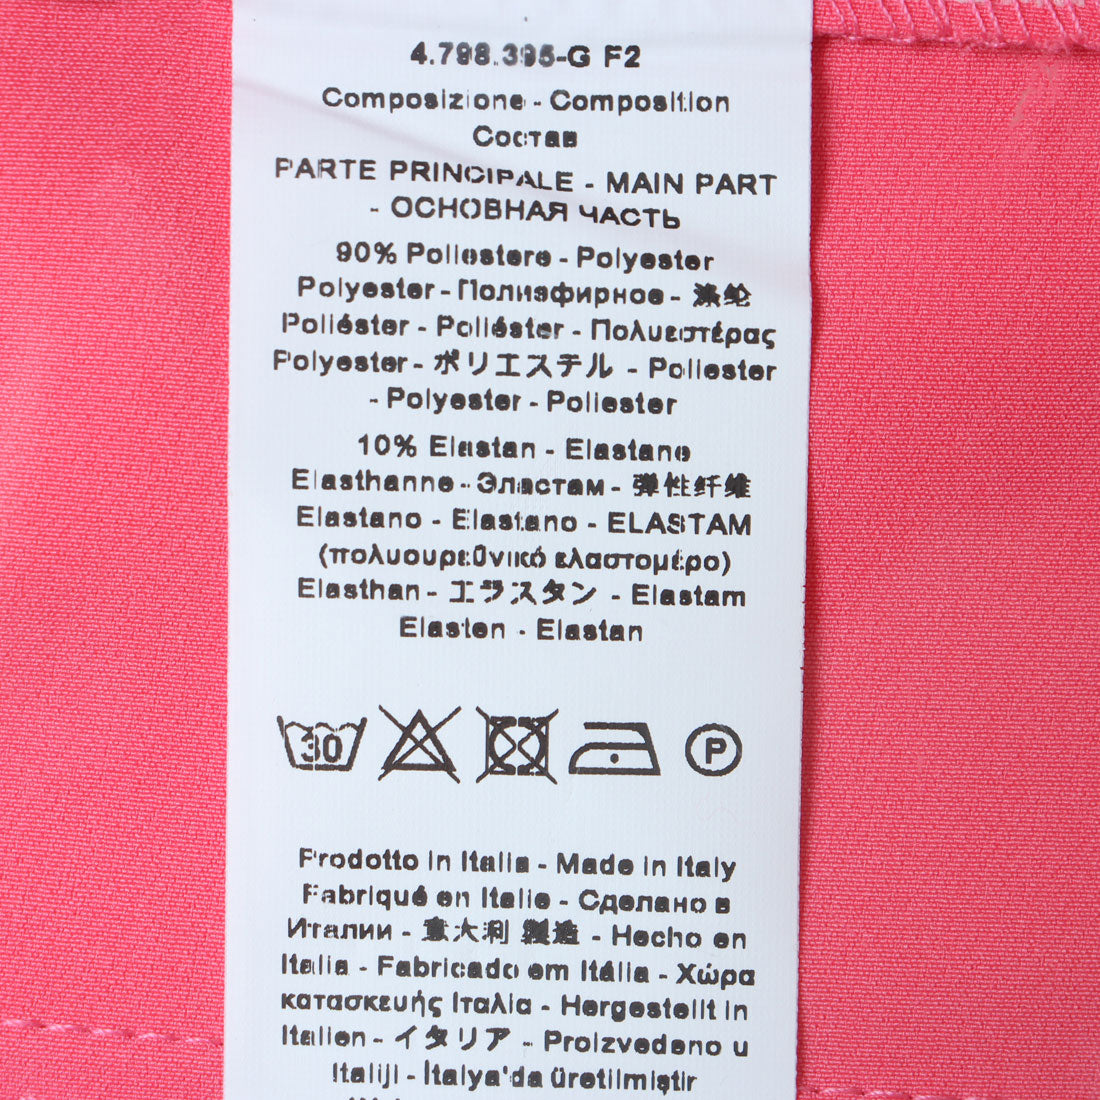 4.798.395-G F2
Composizione - Composition
Состав
PARTE PRINCIPALE - MAIN PART
- ОСНОВНАЯ ЧАСТЬ
90% Poliestere - Polyester
Polyester - Полиэфирное - 涤纶
Poliéster - Poliéster - Πολυεστέρας
Polyester - ポリエステル - Poliester
- Polyester - Poliester
10% Elastan - Elastane
Elasthanne - Эластам - 弹性纤维
Elastano - Elastano - ELASTAM
(πολυουρεθνικό ελαστομέρο)
Elasthan - エラスタン - Elastam
Elasten - Elastan
30
P
Prodotto in Italia - Made in Italy
Fabriqué en Italie - Сделано в
Италии - 意大利 製造 - Hecho en
Italia - Fabricado em Itália - Χώρα
κατασκευής Ιταλία - Hergestellt in
Italien - イタリア - Proizvedeno u
Italiji - İtalya'da üretilmiştir